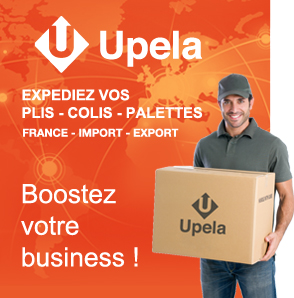 Upela
EXPEDIEZ VOS
PLIS - COLIS - PALETTES
FRANCE - IMPORT - EXPORT
Boostez
votre
business !
Upela